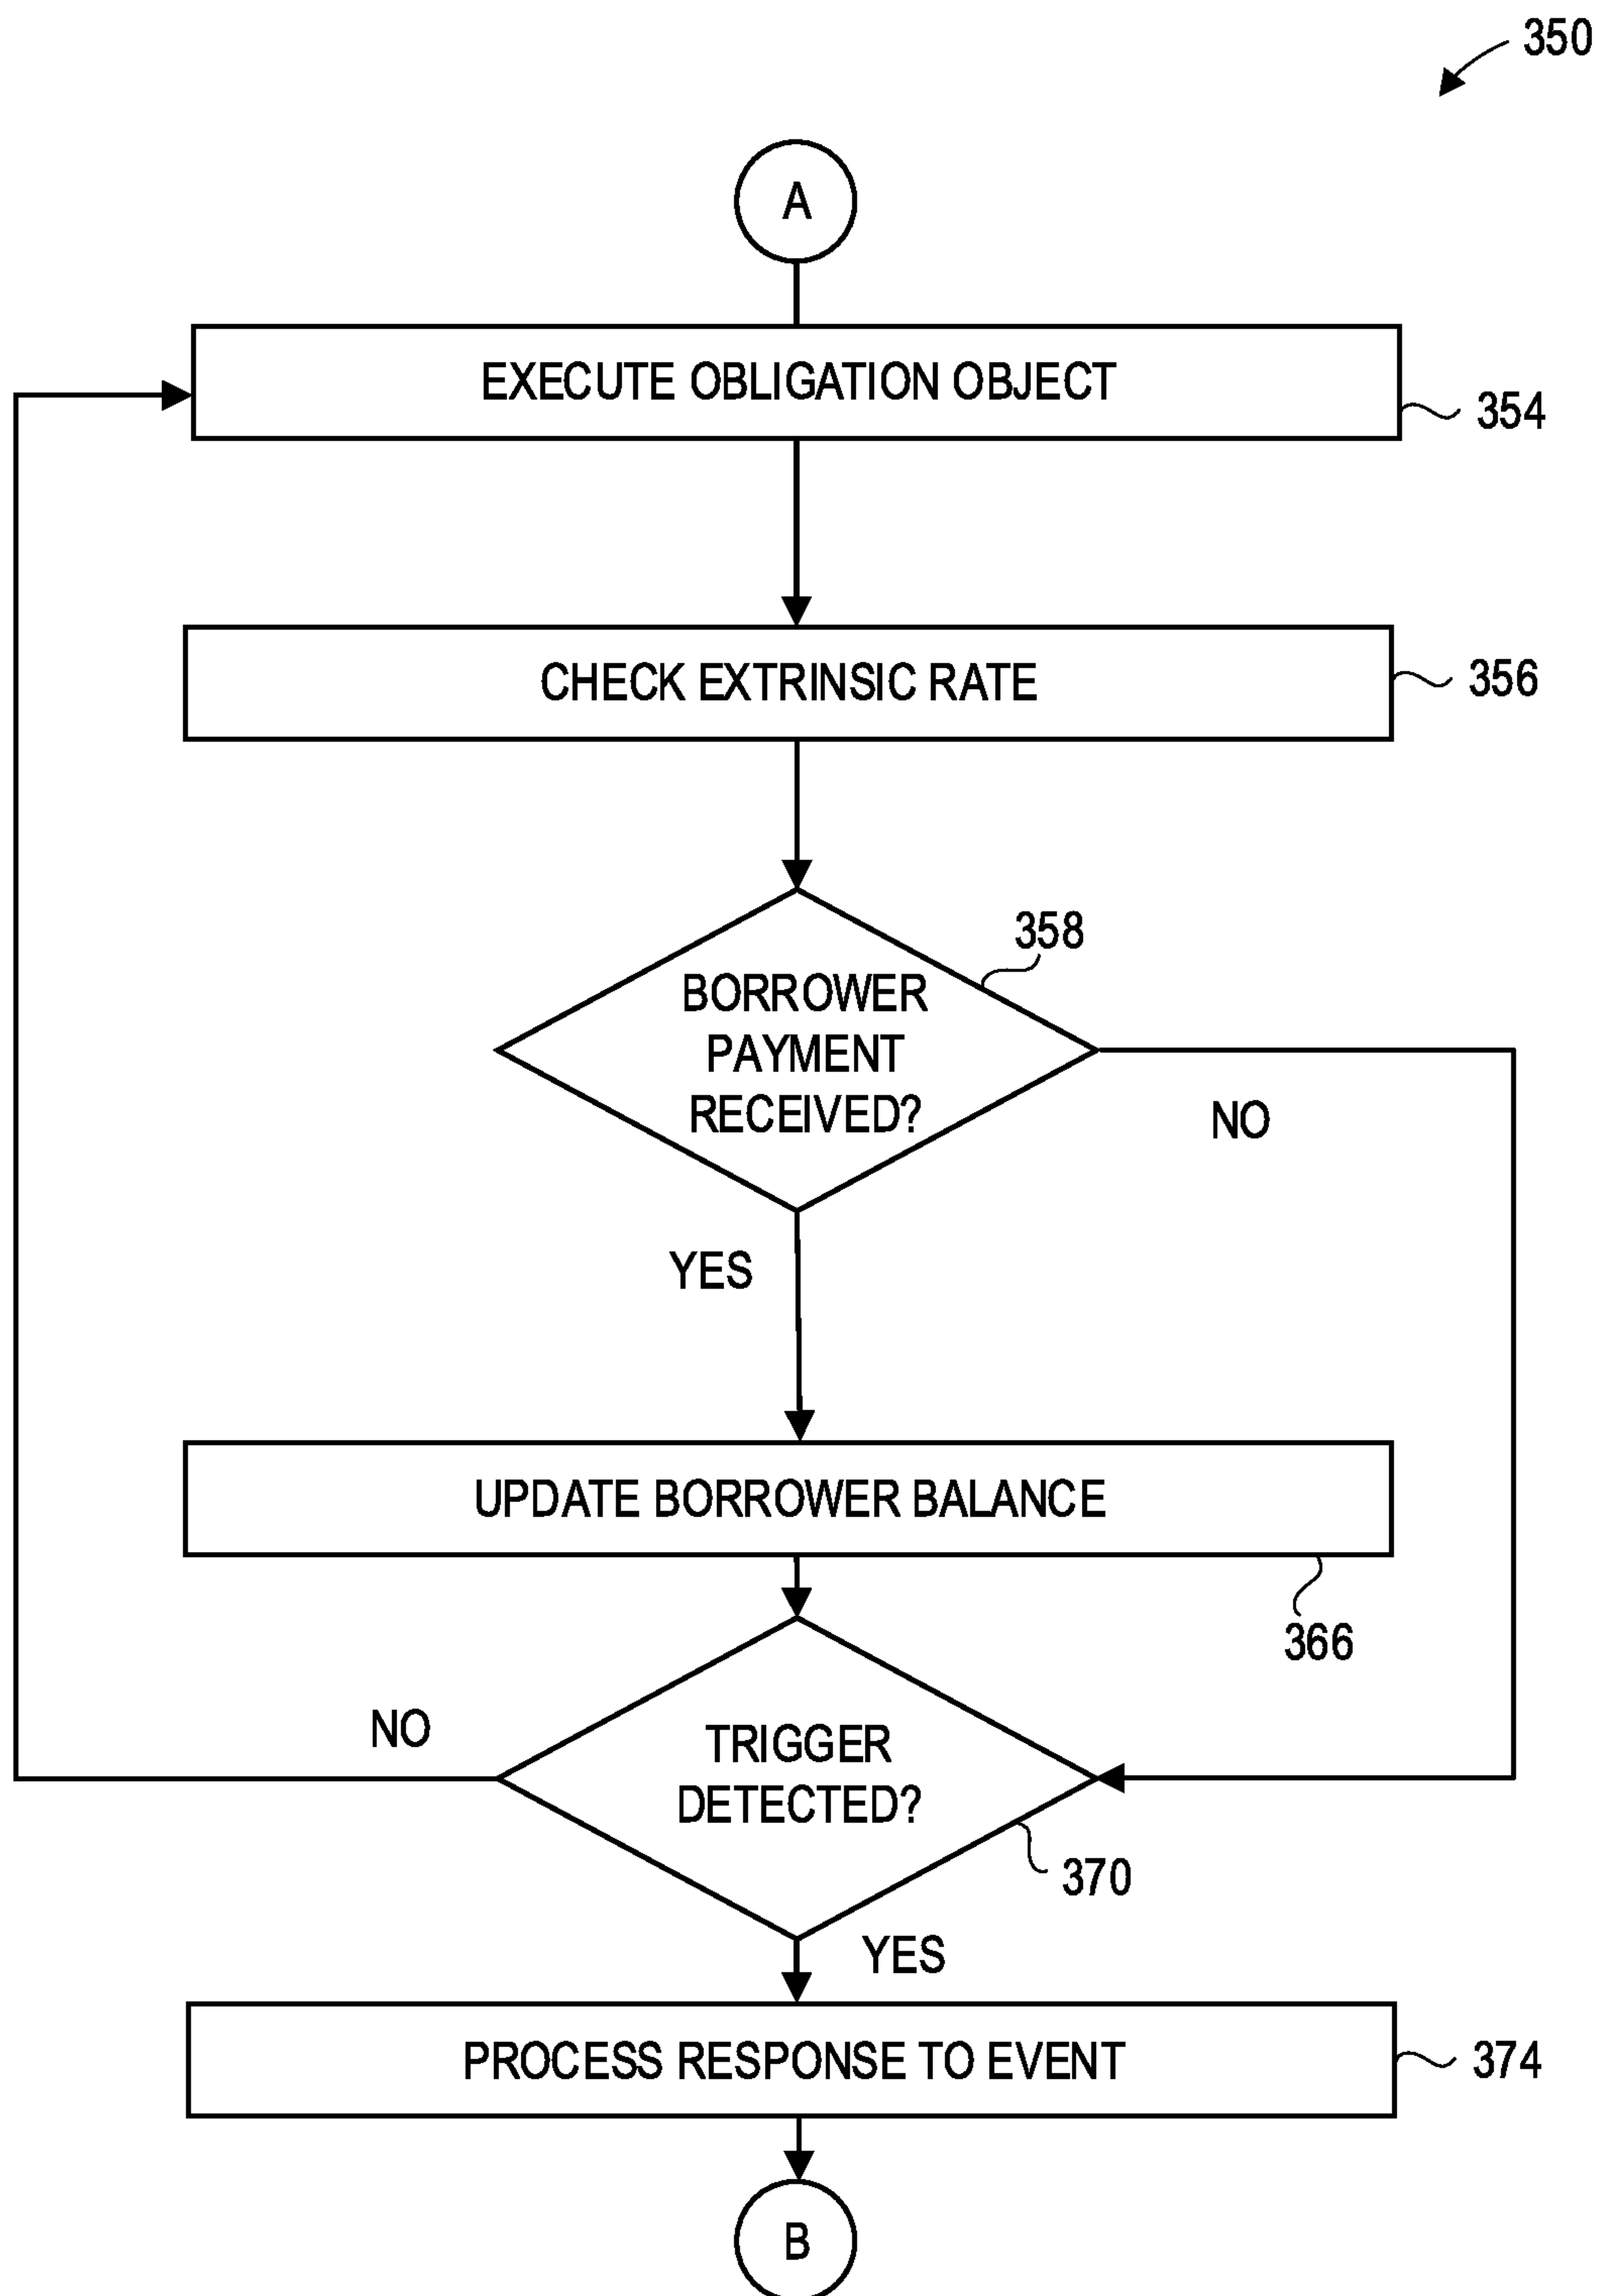 350
A
EXECUTE OBLIGATION OBJECT
354
CHECK EXTRINSIC RATE
356
358
BORROWER
PAYMENT
RECEIVED?
NO
YES
UPDATE BORROWER BALANCE
366
NO
TRIGGER
DETECTED?
370
YES
PROCESS RESPONSE TO EVENT
374
B